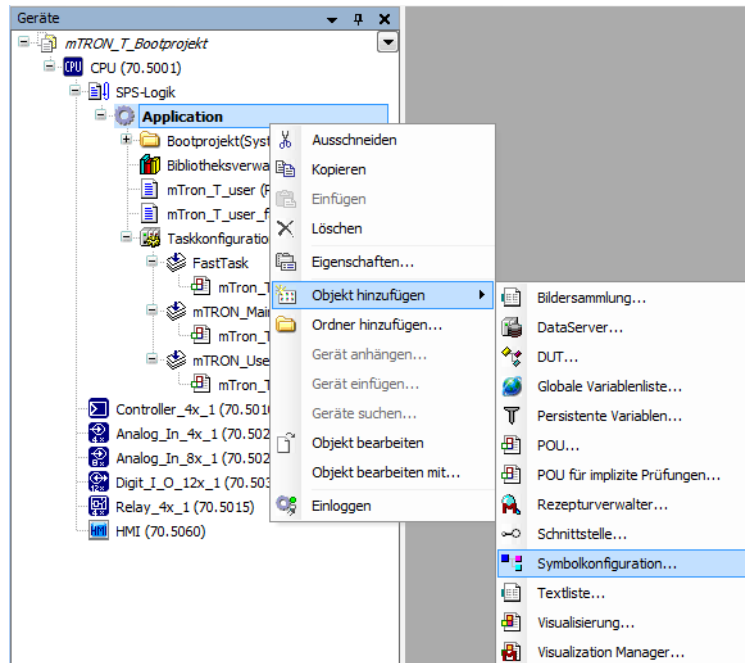 Geräte
mTRON_T_Bootprojekt
CPU (70.5001)
SPS-Logik
Application
Bootprojekt(Syst
Bibliotheksverwa
mTron_T_user (P
mTron_T_user_f
Taskkonfiguratio
FastTask
mTron_T
mTRON_Mai
mTron_T
mTRON_Use
mTron_T
Controller_4x_1 (70.5010
Analog_In_4x_1 (70.502
Analog_In_8x_1 (70.502
Digit_I_O_12x_1 (70.503
Relay_4x_1 (70.5015)
HMI (70.5060)
Ausschneiden
Kopieren
Einfügen
Löschen
Eigenschaften...
Objekt hinzufügen
Ordner hinzufügen...
Gerät anhängen...
Gerät einfügen...
Geräte suchen...
Objekt bearbeiten
Objekt bearbeiten mit...
Einloggen
Bildersammlung...
DataServer...
DUT...
Globale Variablenliste...
Persistente Variablen...
POU...
POU für implizite Prüfungen...
Rezepturverwalter...
Schnittstelle...
Symbolkonfiguration...
Textliste...
Visualisierung...
Visualization Manager...